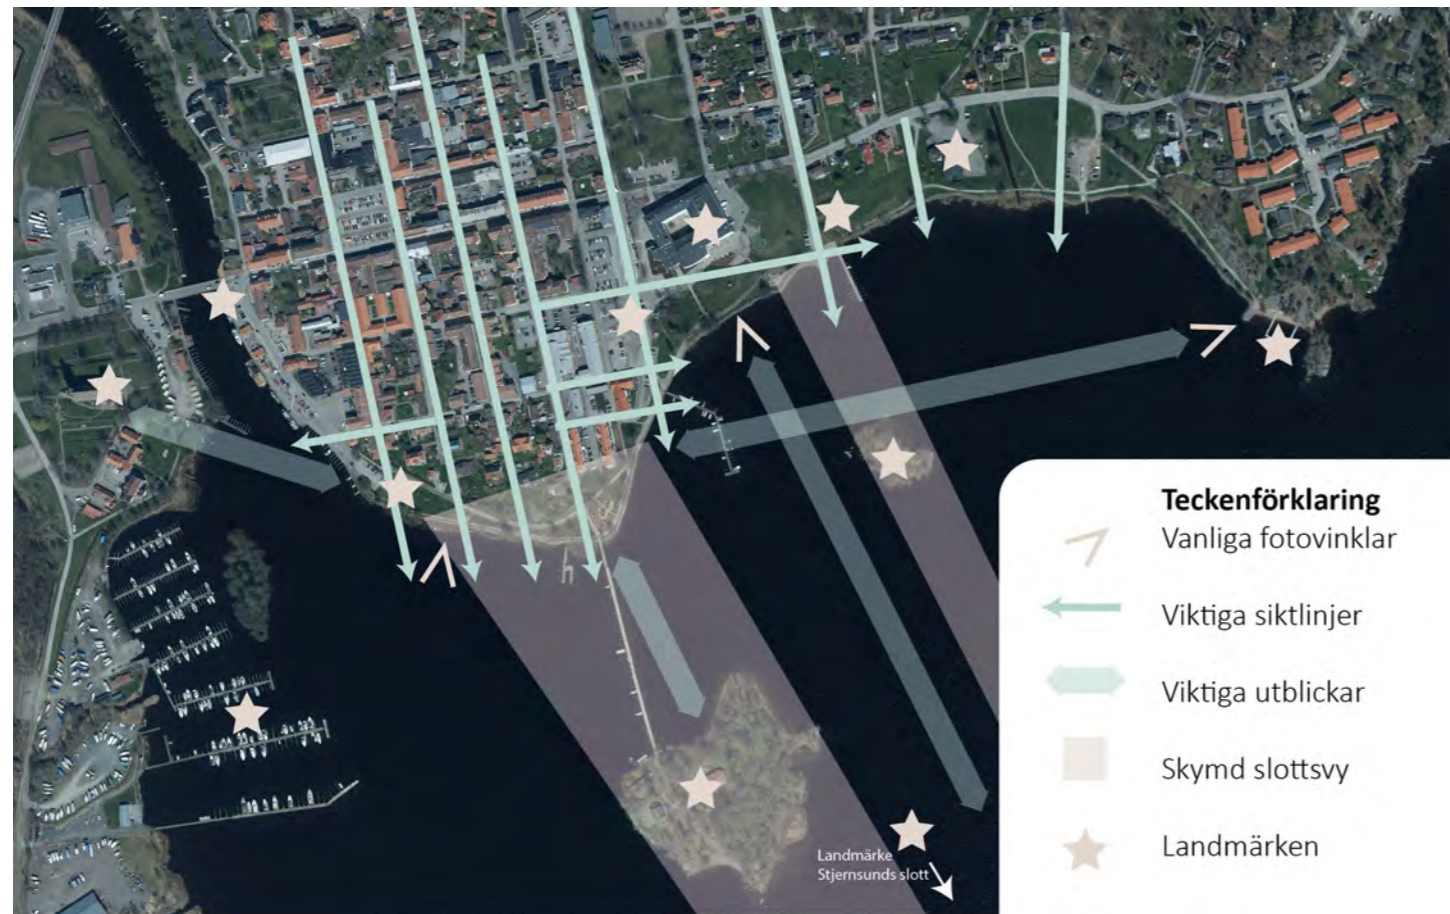 Teckenförklaring
Vanliga fotovinklar
Viktiga siktlinjer
Viktiga utblickar
Skymd slottsvy
Landmärken
Landmärke
Stjernsunds slott